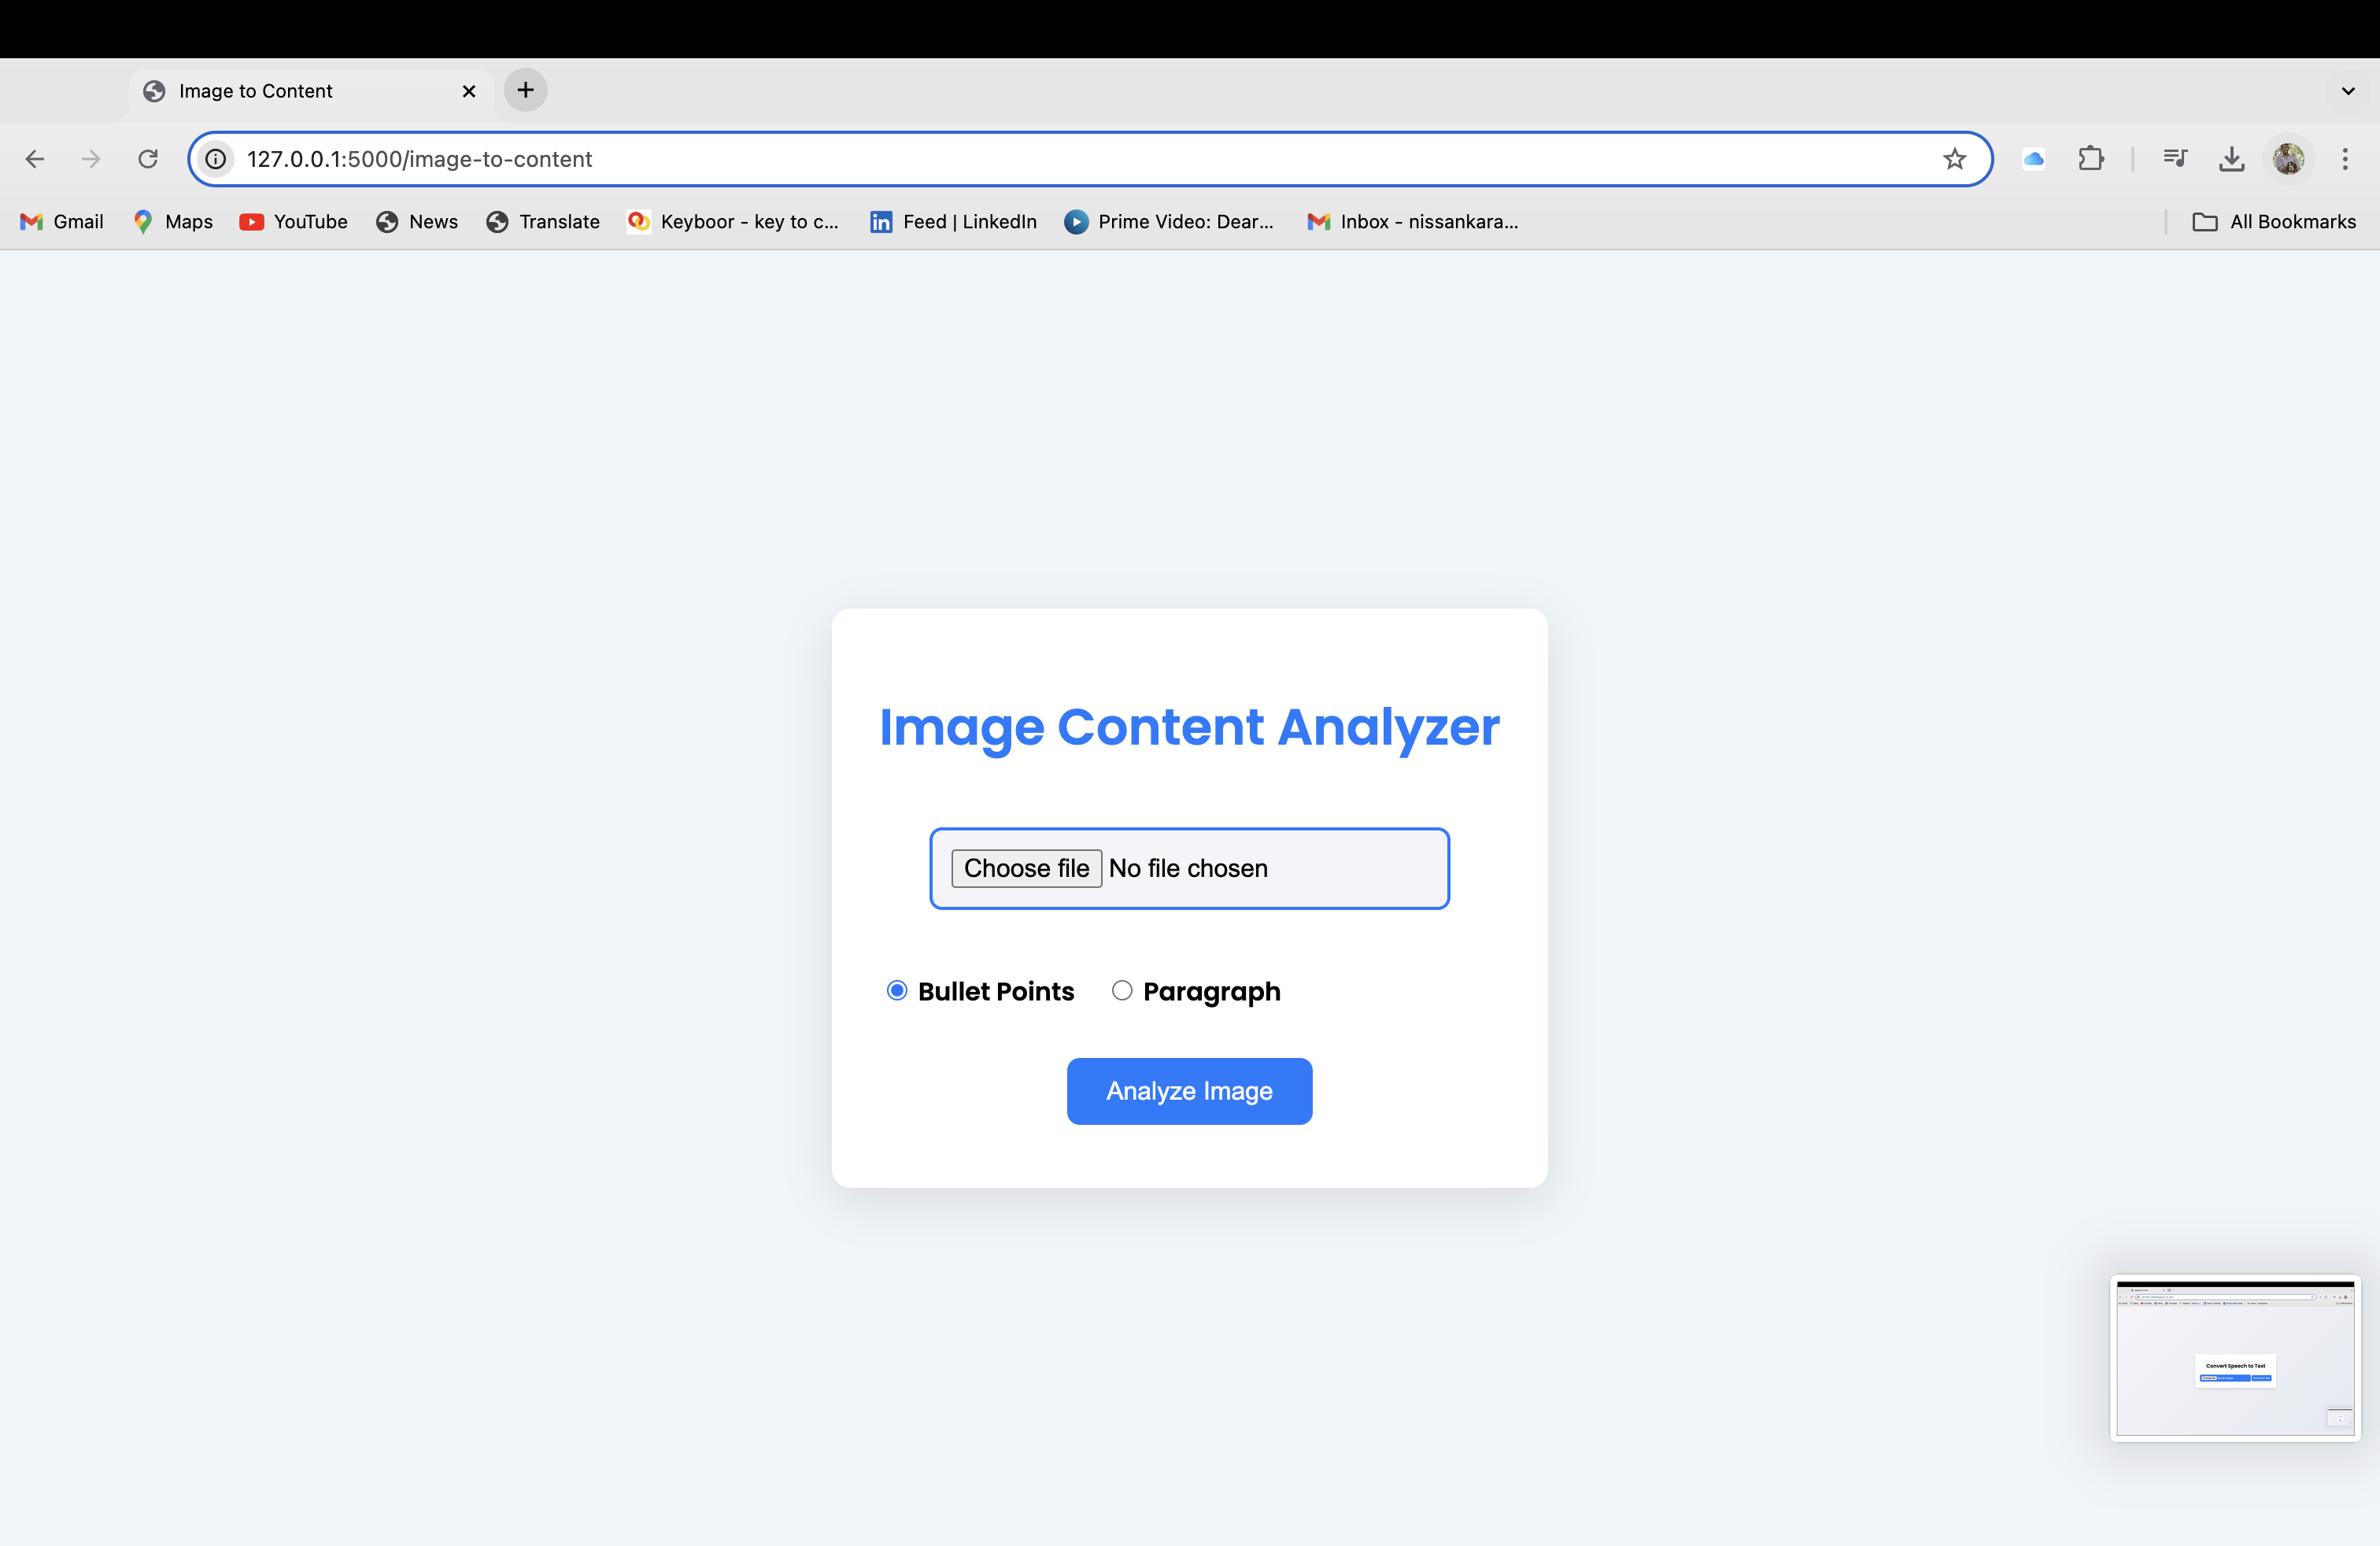 Image to Content
127.0.0.1:5000/image-to-content
Gmail Maps YouTube News Translate Keyboor - key to c... Feed | LinkedIn Prime Video: Dear... Inbox - nissankara... All Bookmarks
Image Content Analyzer
Choose file No file chosen
Bullet Points Paragraph
Analyze Image
Convert Speech to Text